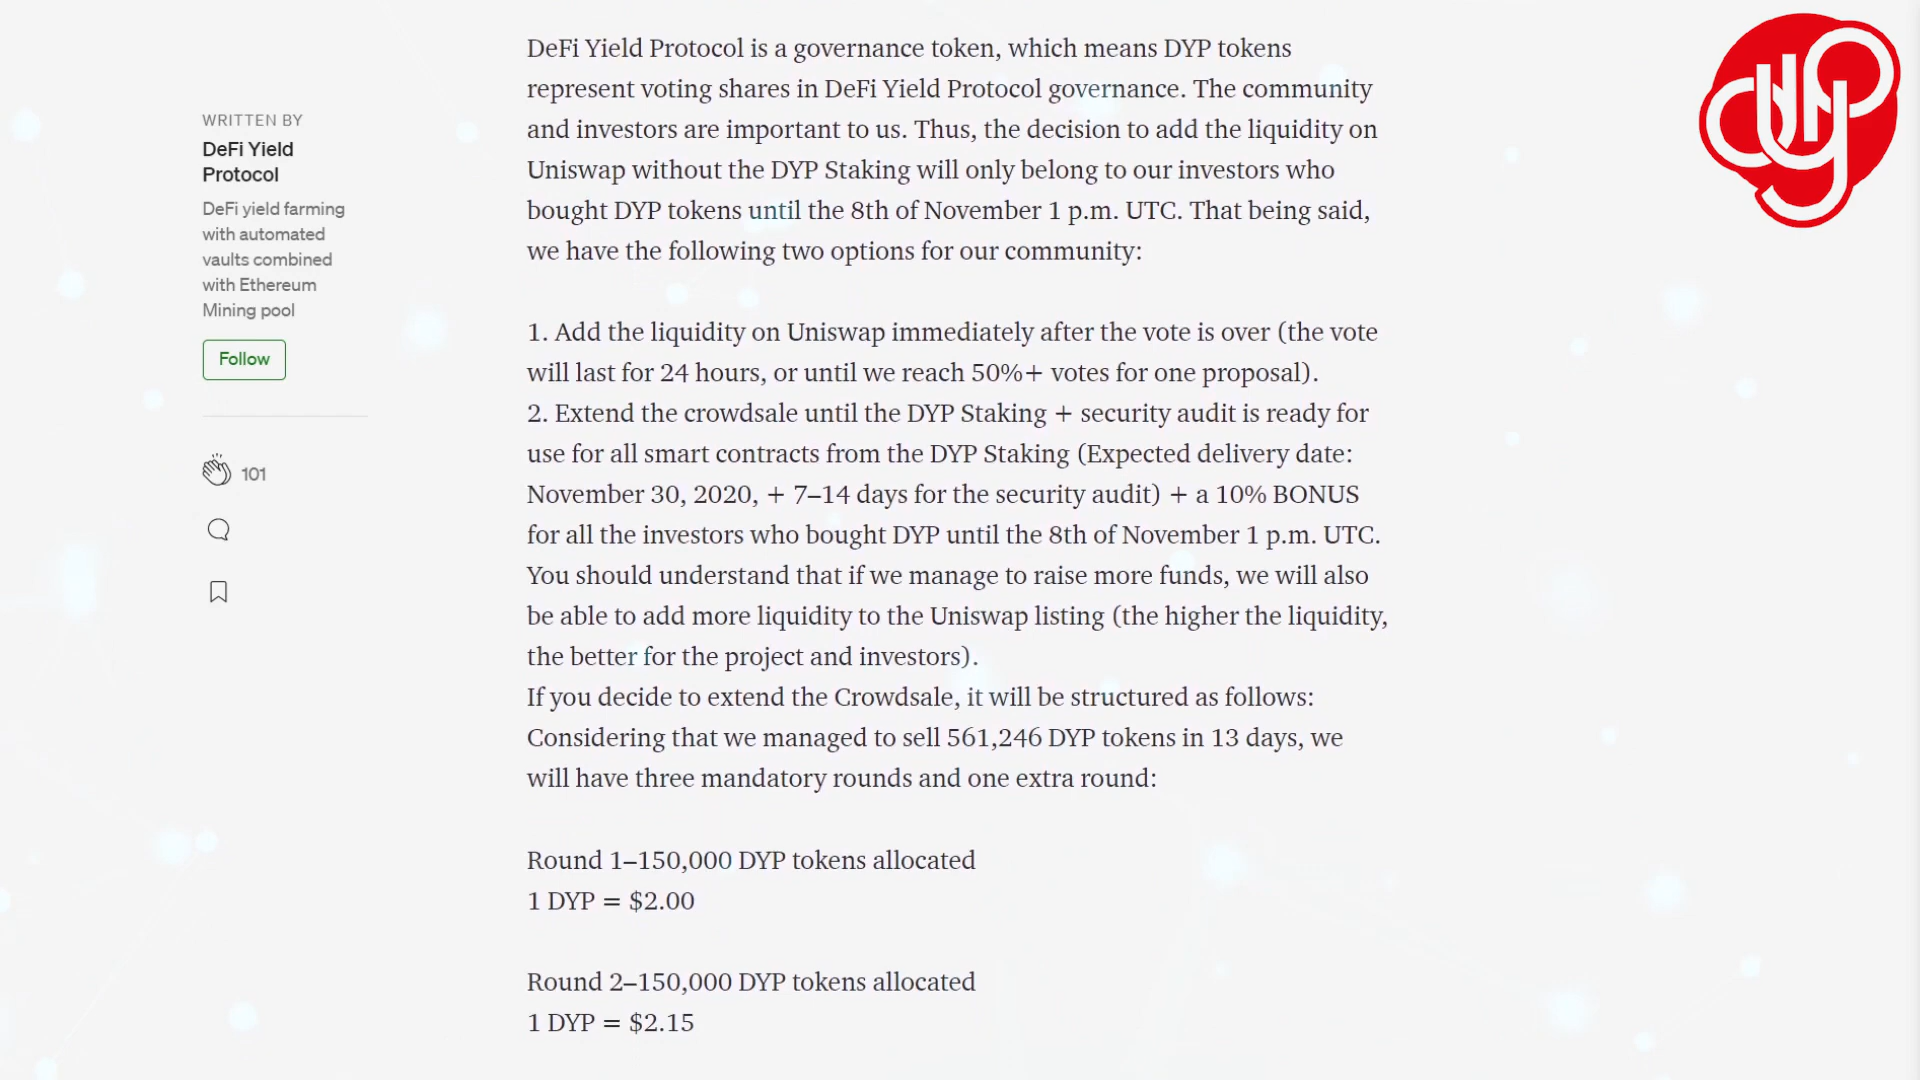 WRITTEN BY
DeFi Yield
Protocol
DeFi yield farming
with automated
vaults combined
with Ethereum
Mining pool
Follow
101
DeFi Yield Protocol is a governance token, which means DYP tokens
represent voting shares in DeFi Yield Protocol governance. The community
and investors are important to us. Thus, the decision to add the liquidity on
Uniswap without the DYP Staking will only belong to our investors who
bought DYP tokens until the 8th of November 1 p.m. UTC. That being said,
we have the following two options for our community:
1. Add the liquidity on Uniswap immediately after the vote is over (the vote
will last for 24 hours, or until we reach 50%+ votes for one proposal).
2. Extend the crowdsale until the DYP Staking + security audit is ready for
use for all smart contracts from the DYP Staking (Expected delivery date:
November 30, 2020, + 7–14 days for the security audit) + a 10% BONUS
for all the investors who bought DYP until the 8th of November 1 p.m. UTC.
You should understand that if we manage to raise more funds, we will also
be able to add more liquidity to the Uniswap listing (the higher the liquidity,
the better for the project and investors).
If you decide to extend the Crowdsale, it will be structured as follows:
Considering that we managed to sell 561,246 DYP tokens in 13 days, we
will have three mandatory rounds and one extra round:
Round 1–150,000 DYP tokens allocated
1 DYP = $2.00
Round 2–150,000 DYP tokens allocated
1 DYP = $2.15
dyp